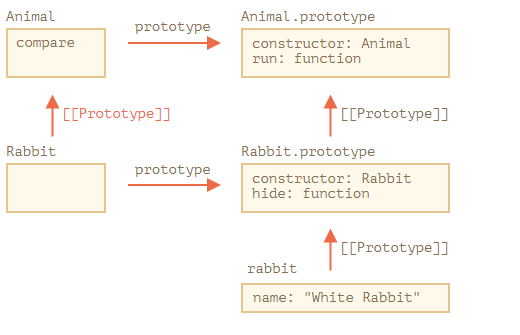 Animal
prototype
Animal.prototype
compare
constructor: Animal
run: function
[[Prototype]]
[[Prototype]]
Rabbit
prototype
Rabbit.prototype
constructor: Rabbit
hide: function
[[Prototype]]
rabbit
name: "White Rabbit"